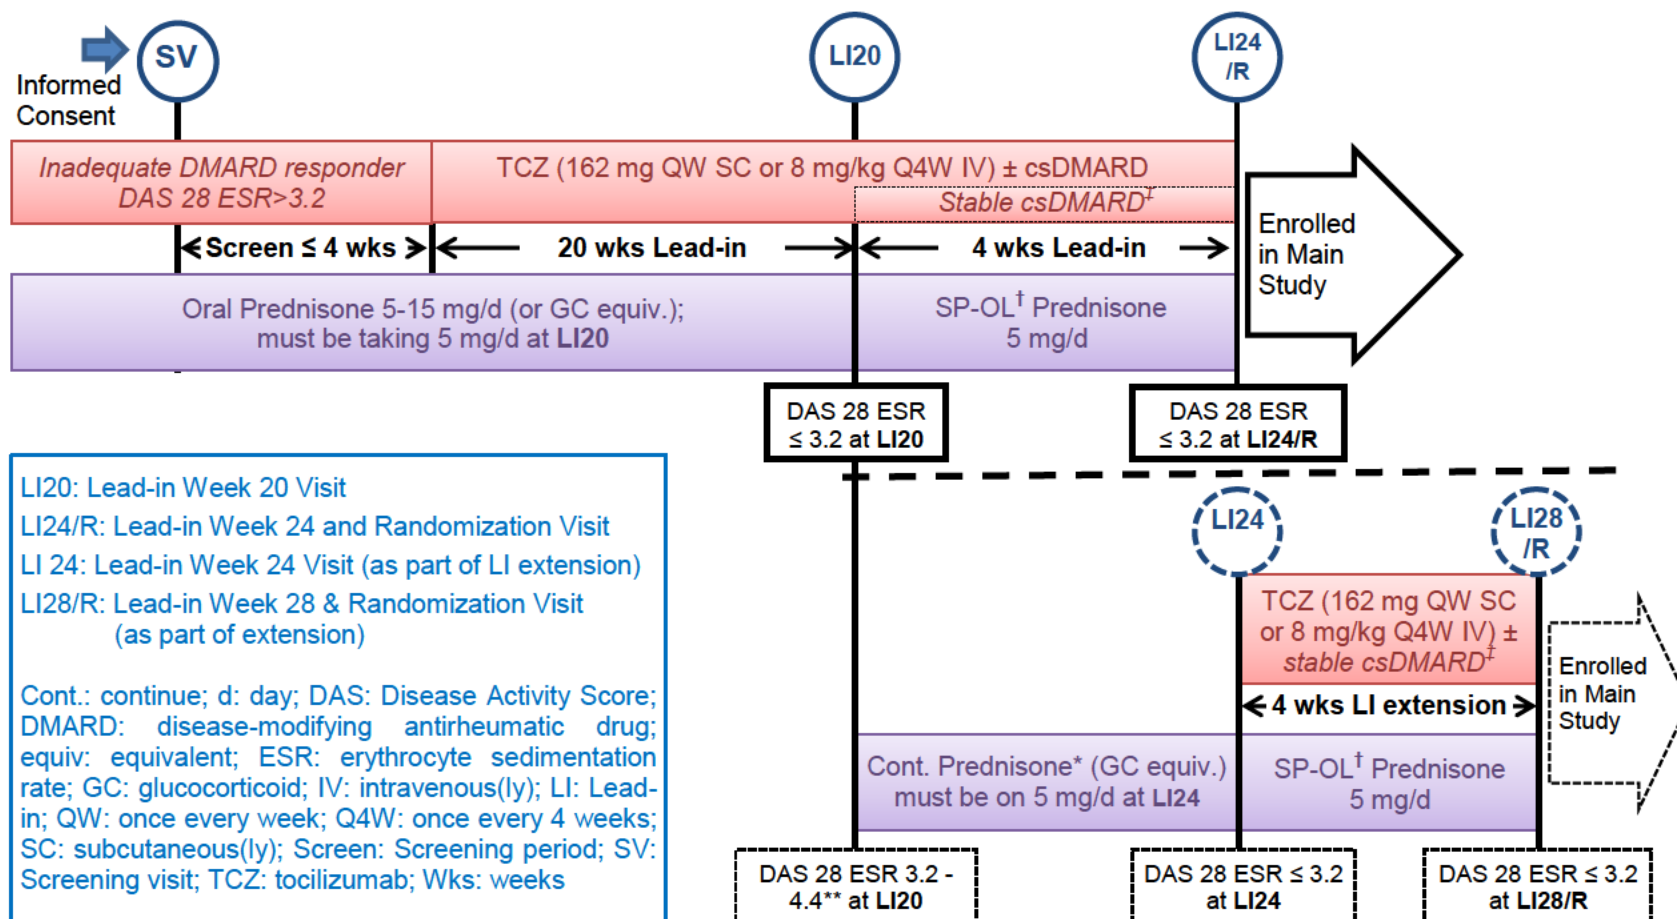 SV
LI20
LI24
/R
Informed
Consent
Inadequate DMARD responder
DAS 28 ESR>3.2
TCZ (162 mg QW SC or 8 mg/kg Q4W IV) ± csDMARD
Stable csDMARD‡
Screen ≤ 4 wks
20 wks Lead-in
4 wks Lead-in
Enrolled
in Main
Study
Oral Prednisone 5-15 mg/d (or GC equiv.);
must be taking 5 mg/d at LI20
SP-OL† Prednisone
5 mg/d
DAS 28 ESR
≤ 3.2 at LI20
DAS 28 ESR
≤ 3.2 at LI24/R
LI20: Lead-in Week 20 Visit
LI24/R: Lead-in Week 24 and Randomization Visit
LI 24: Lead-in Week 24 Visit (as part of LI extension)
LI28/R: Lead-in Week 28 & Randomization Visit
(as part of extension)
Cont.: continue; d: day; DAS: Disease Activity Score;
DMARD: disease-modifying antirheumatic drug;
equiv: equivalent; ESR: erythrocyte sedimentation
rate; GC: glucocorticoid; IV: intravenous(ly); LI: Lead-
in; QW: once every week; Q4W: once every 4 weeks;
SC: subcutaneous(ly); Screen: Screening period; SV:
Screening visit; TCZ: tocilizumab; Wks: weeks
LI24
LI28
/R
TCZ (162 mg QW SC
or 8 mg/kg Q4W IV) ±
stable csDMARD‡
4 wks LI extension
Enrolled
in Main
Study
Cont. Prednisone* (GC equiv.)
must be on 5 mg/d at LI24
SP-OL† Prednisone
5 mg/d
DAS 28 ESR 3.2 -
4.4** at LI20
DAS 28 ESR ≤ 3.2
at LI24
DAS 28 ESR ≤ 3.2
at LI28/R